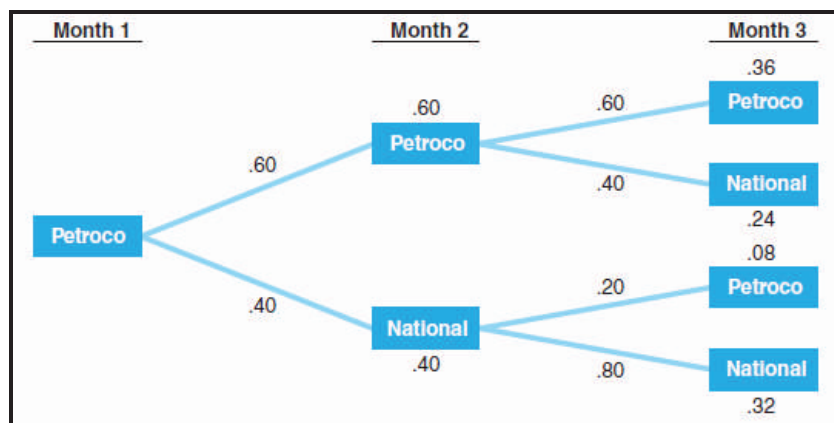 Month 1 Month 2 Month 3
.36
.60 .60 Petroco
Petroco
.60 .40 National
.24
Petroco
.08
.20 Petroco
.40
National
.40 .80 National
.32